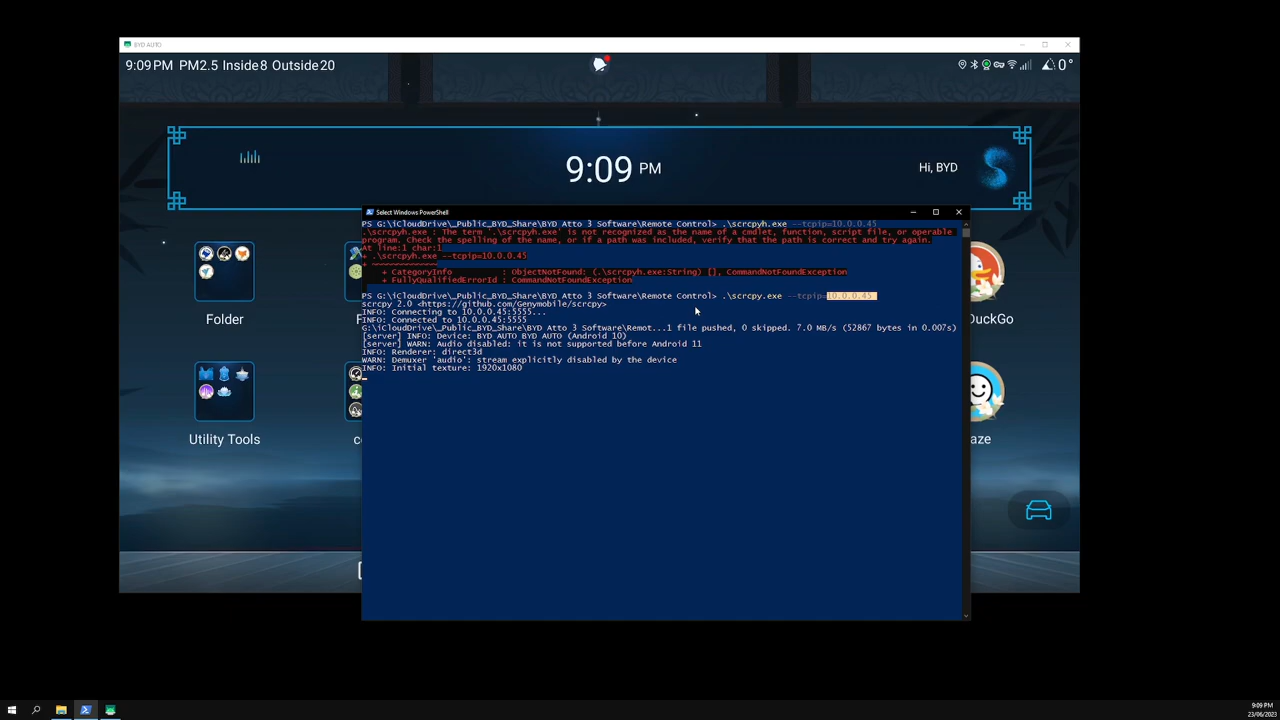 BYD AUTO
9:09PM PM2.5 Inside8 Outside20
0°
9:09 PM
Hi, BYD
Select Windows PowerShell
PS G:\iCloudDrive\_Public_BYD_Share\BYD Atto 3 Software\Remote Control> .\scrcpyh.exe --tcpip=10.0.0.45
.\scrcpyh.exe : The term '.\scrcpyh.exe' is not recognized as the name of a cmdlet, function, script file, or operable
program. Check the spelling of the name, or if a path was included, verify that the path is correct and try again.
At line:1 char:1
+ .\scrcpyh.exe --tcpip=10.0.0.45
+ ~~~~~~~~~~~~~
+ CategoryInfo : ObjectNotFound: (.\scrcpyh.exe:String) [], CommandNotFoundException
+ FullyQualifiedErrorId : CommandNotFoundException
PS G:\iCloudDrive\_Public_BYD_Share\BYD Atto 3 Software\Remote Control> .\scrcpy.exe --tcpip=10.0.0.45
scrcpy 2.0 <https://github.com/Genymobile/scrcpy>
INFO: Connecting to 10.0.0.45:5555...
INFO: Connected to 10.0.0.45:5555
G:\iCloudDrive\_Public_BYD_Share\BYD Atto 3 Software\Remot...1 file pushed, 0 skipped. 7.0 MB/s (52867 bytes in 0.007s)
[server] INFO: Device: BYD AUTO BYD AUTO (Android 10)
[server] WARN: Audio disabled: it is not supported before Android 11
INFO: Renderer: direct3d
WARN: Demuxer 'audio': stream explicitly disabled by the device
INFO: Initial texture: 1920x1080
Folder
DuckGo
Utility Tools
aze
9:09 PM
23/06/2023